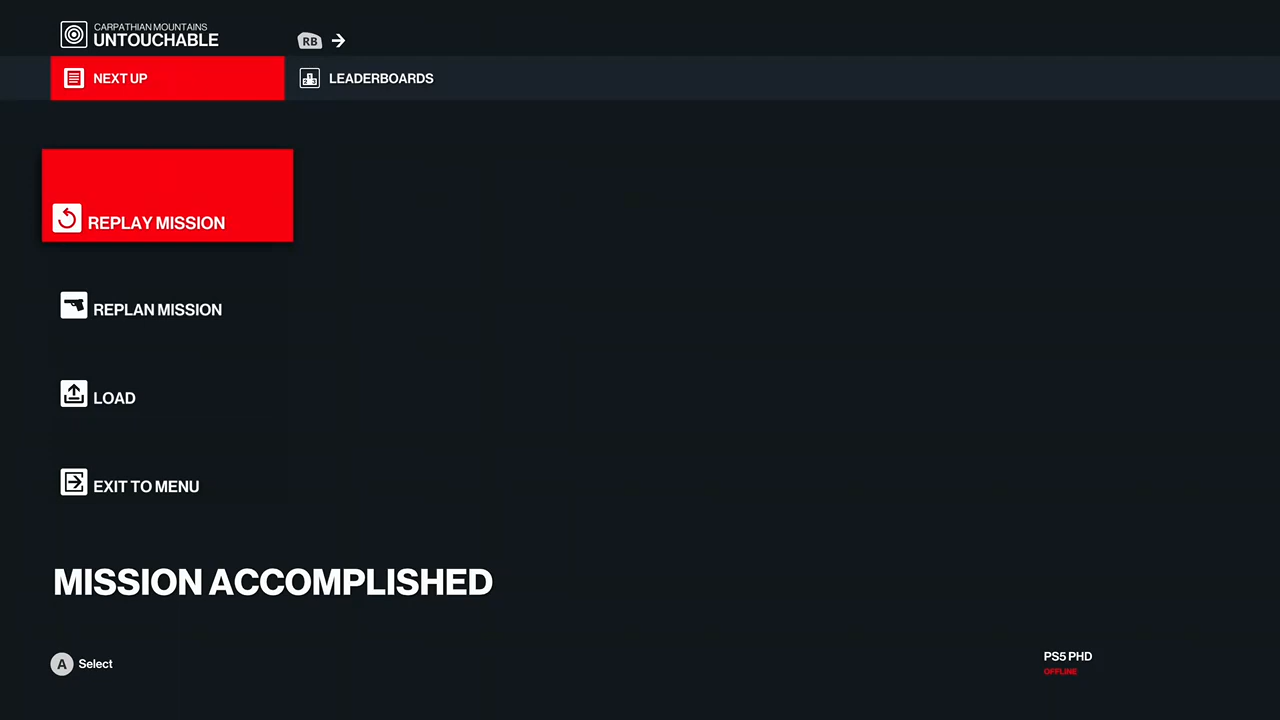 CARPATHIAN MOUNTAINS
UNTOUCHABLE
RB
NEXT UP
LEADERBOARDS
REPLAY MISSION
REPLAN MISSION
LOAD
EXIT TO MENU
MISSION ACCOMPLISHED
A Select
PS5 PHD
OFFLINE